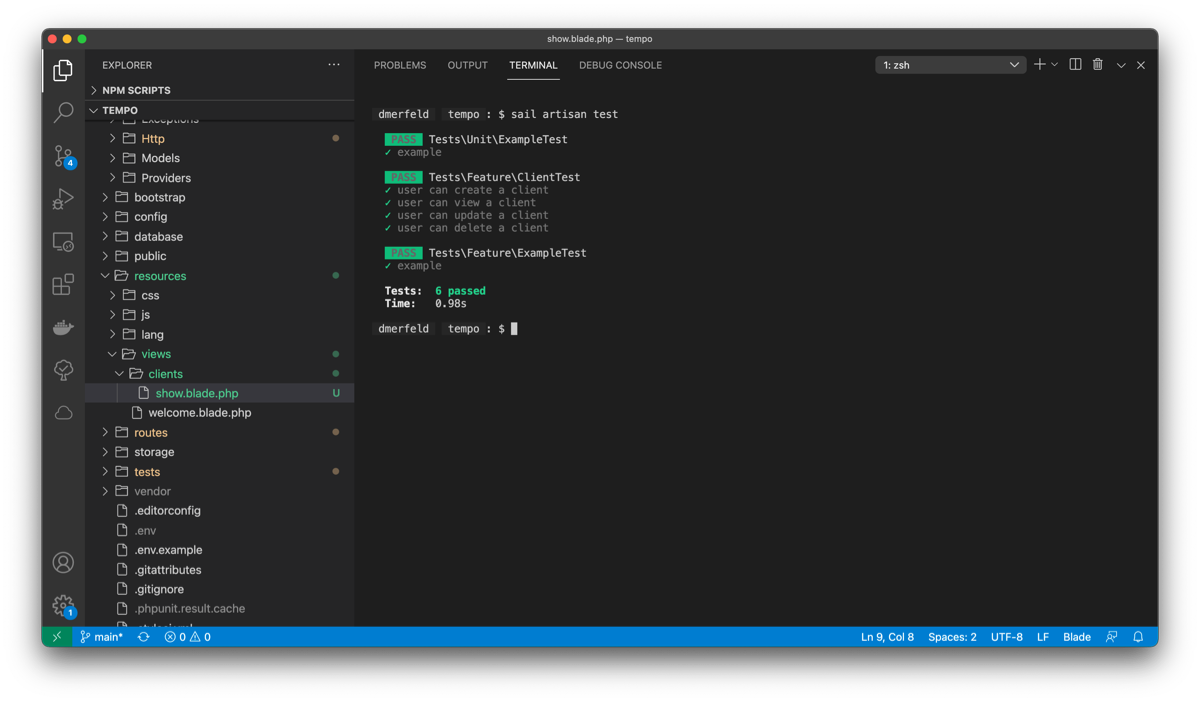 show.blade.php — tempo
EXPLORER
NPM SCRIPTS
TEMPO
Exceptions
Http
Models
Providers
bootstrap
config
database
public
resources
css
js
lang
views
clients
show.blade.php U
welcome.blade.php
routes
storage
tests
vendor
.editorconfig
.env
.env.example
.gitattributes
.gitignore
.phpunit.result.cache
4
1
PROBLEMS OUTPUT TERMINAL DEBUG CONSOLE
1: zsh
dmerfeld tempo : $ sail artisan test
PASS Tests\Unit\ExampleTest
✓ example
PASS Tests\Feature\ClientTest
✓ user can create a client
✓ user can view a client
✓ user can update a client
✓ user can delete a client
PASS Tests\Feature\ExampleTest
✓ example
Tests: 6 passed
Time: 0.98s
dmerfeld tempo : $
main* 0 0 Ln 9, Col 8 Spaces: 2 UTF-8 LF Blade